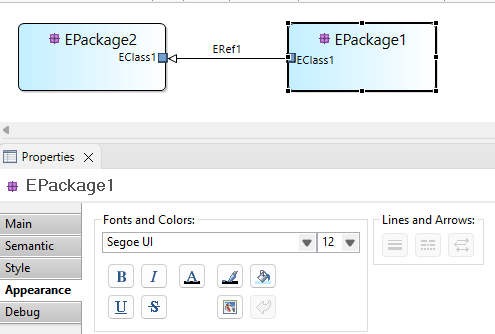 EPackage2
EClass1
ERef1
EPackage1
EClass1
Properties
EPackage1
Main
Semantic
Style
Appearance
Debug
Fonts and Colors:
Segoe UI
12
B I A
U S
Lines and Arrows: